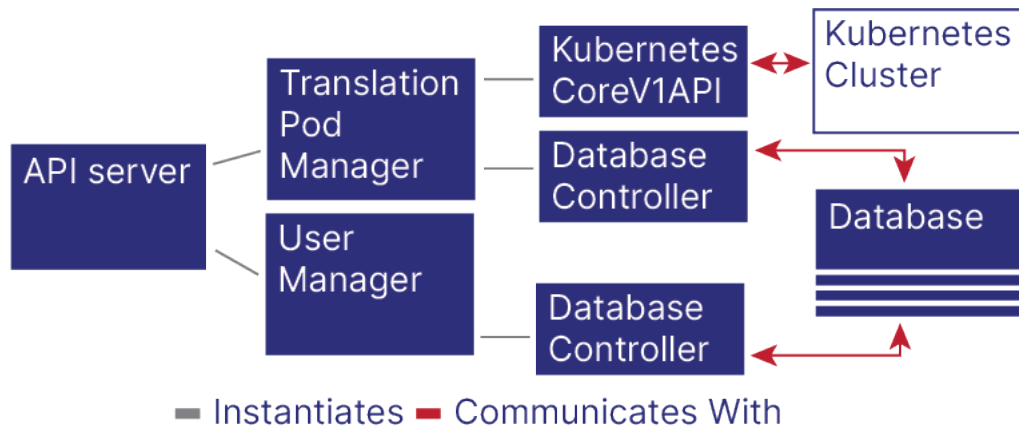 API server
Translation
Pod
Manager
User
Manager
Kubernetes
CoreV1API
Database
Controller
Database
Controller
Kubernetes
Cluster
Database
Instantiates
Communicates With